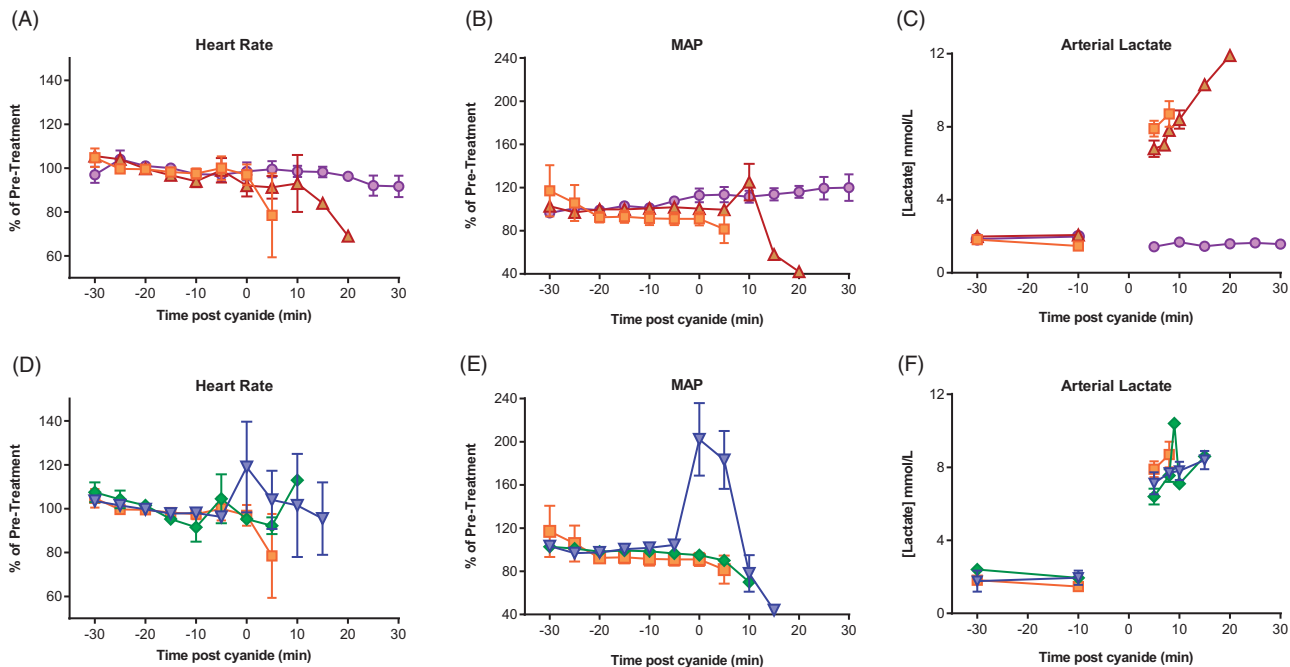 (A)
Heart Rate
% of Pre-Treatment
140
120
100
80
60
-30 -20 -10 0 10 20 30
Time post cyanide (min)
(B)
MAP
% of Pre-Treatment
240
200
160
120
80
40
-30 -20 -10 0 10 20 30
Time post cyanide (min)
(C)
Arterial Lactate
[Lactate] mmol/L
12
8
4
0
-30 -20 -10 0 10 20 30
Time post cyanide (min)
(D)
Heart Rate
% of Pre-Treatment
140
120
100
80
60
-30 -20 -10 0 10 20 30
Time post cyanide (min)
(E)
MAP
% of Pre-Treatment
240
200
160
120
80
40
-30 -20 -10 0 10 20 30
Time post cyanide (min)
(F)
Arterial Lactate
[Lactate] mmol/L
12
8
4
0
-30 -20 -10 0 10 20 30
Time post cyanide (min)